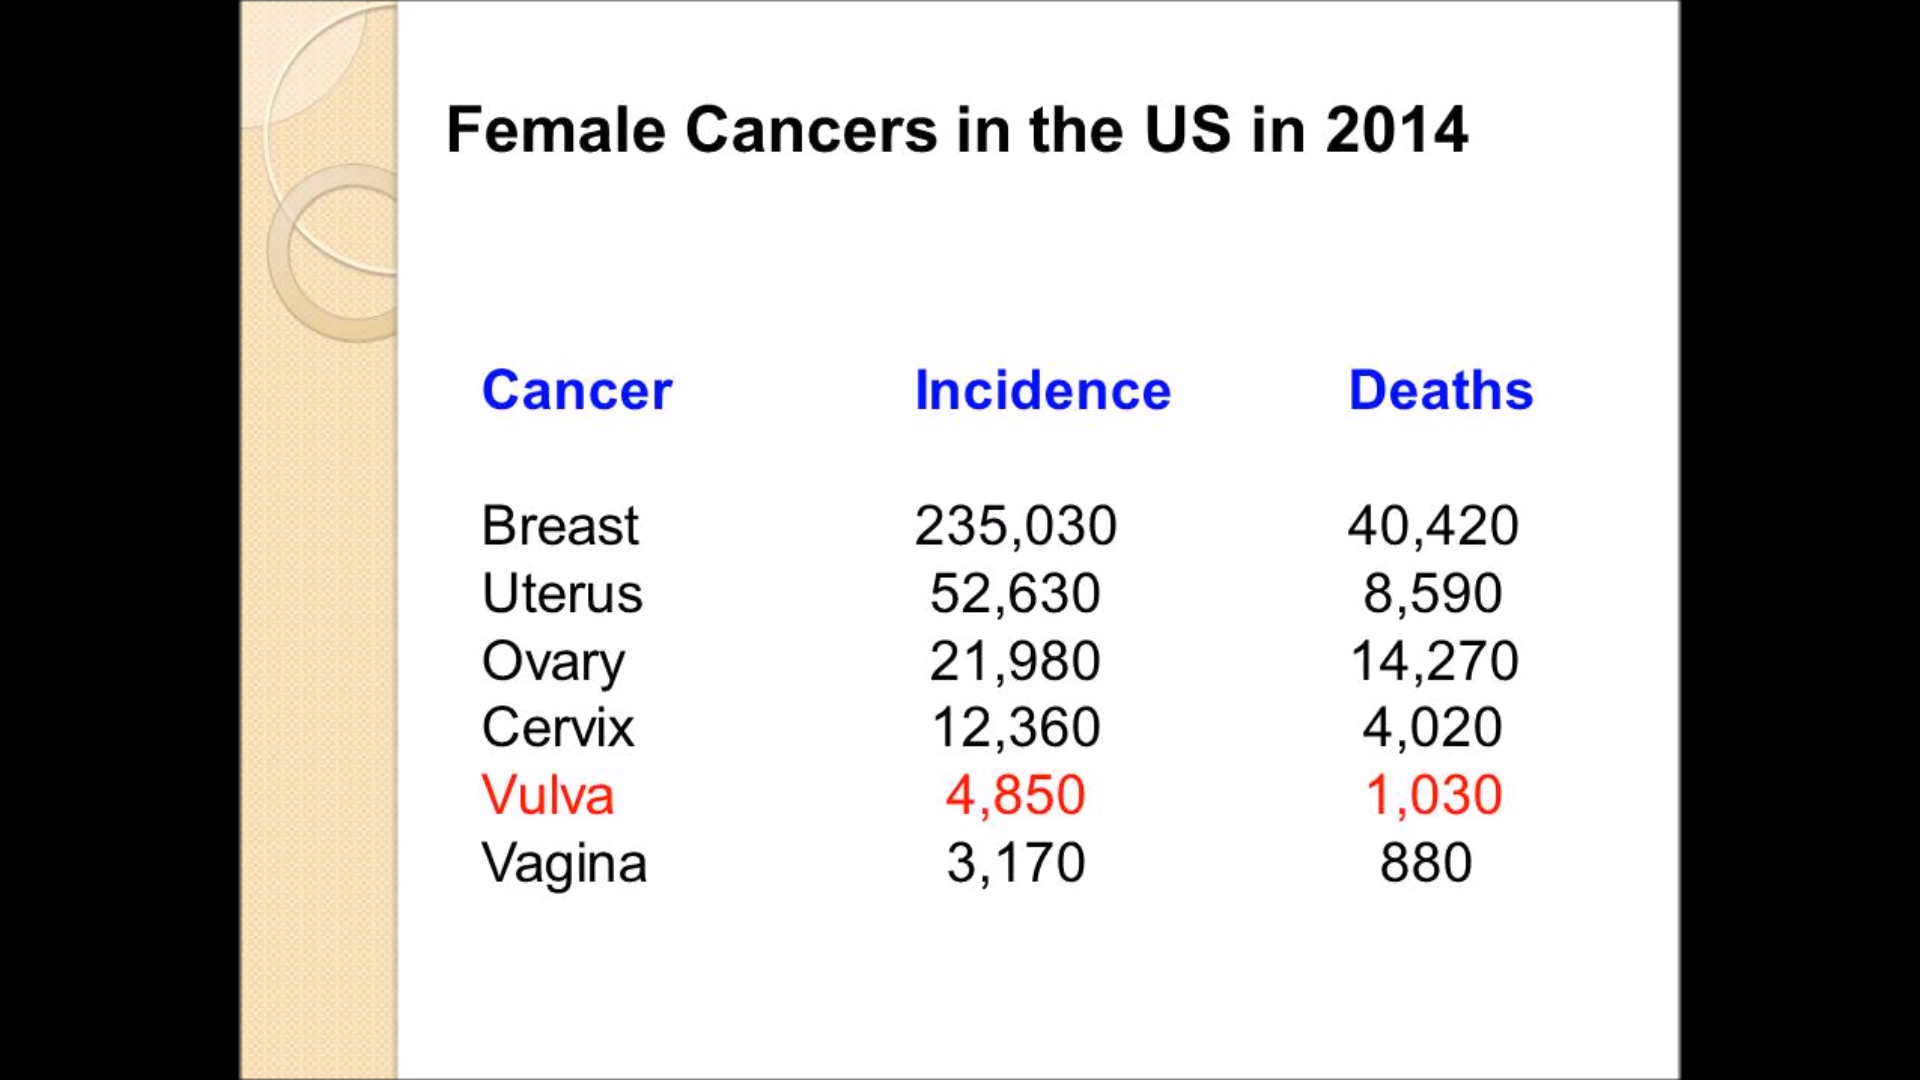 Female Cancers in the US in 2014
Cancer Incidence Deaths
Breast 235,030 40,420
Uterus 52,630 8,590
Ovary 21,980 14,270
Cervix 12,360 4,020
Vulva 4,850 1,030
Vagina 3,170 880